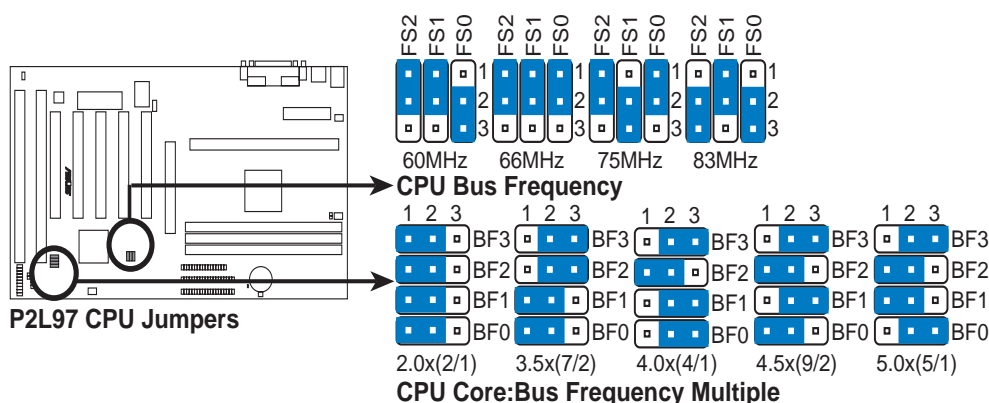 FS2 FS1 FS0 FS2 FS1 FS0 FS2 FS1 FS0 FS2 FS1 FS0
1 1 1 1
2 2 2 2
3 3 3 3
60MHz 66MHz 75MHz 83MHz
CPU Bus Frequency
ASUS
1 2 3 1 2 3 1 2 3 1 2 3 1 2 3
BF3 BF3 BF3 BF3 BF3
BF2 BF2 BF2 BF2 BF2
BF1 BF1 BF1 BF1 BF1
BF0 BF0 BF0 BF0 BF0
2.0x(2/1) 3.5x(7/2) 4.0x(4/1) 4.5x(9/2) 5.0x(5/1)
CPU Core:Bus Frequency Multiple
P2L97 CPU Jumpers